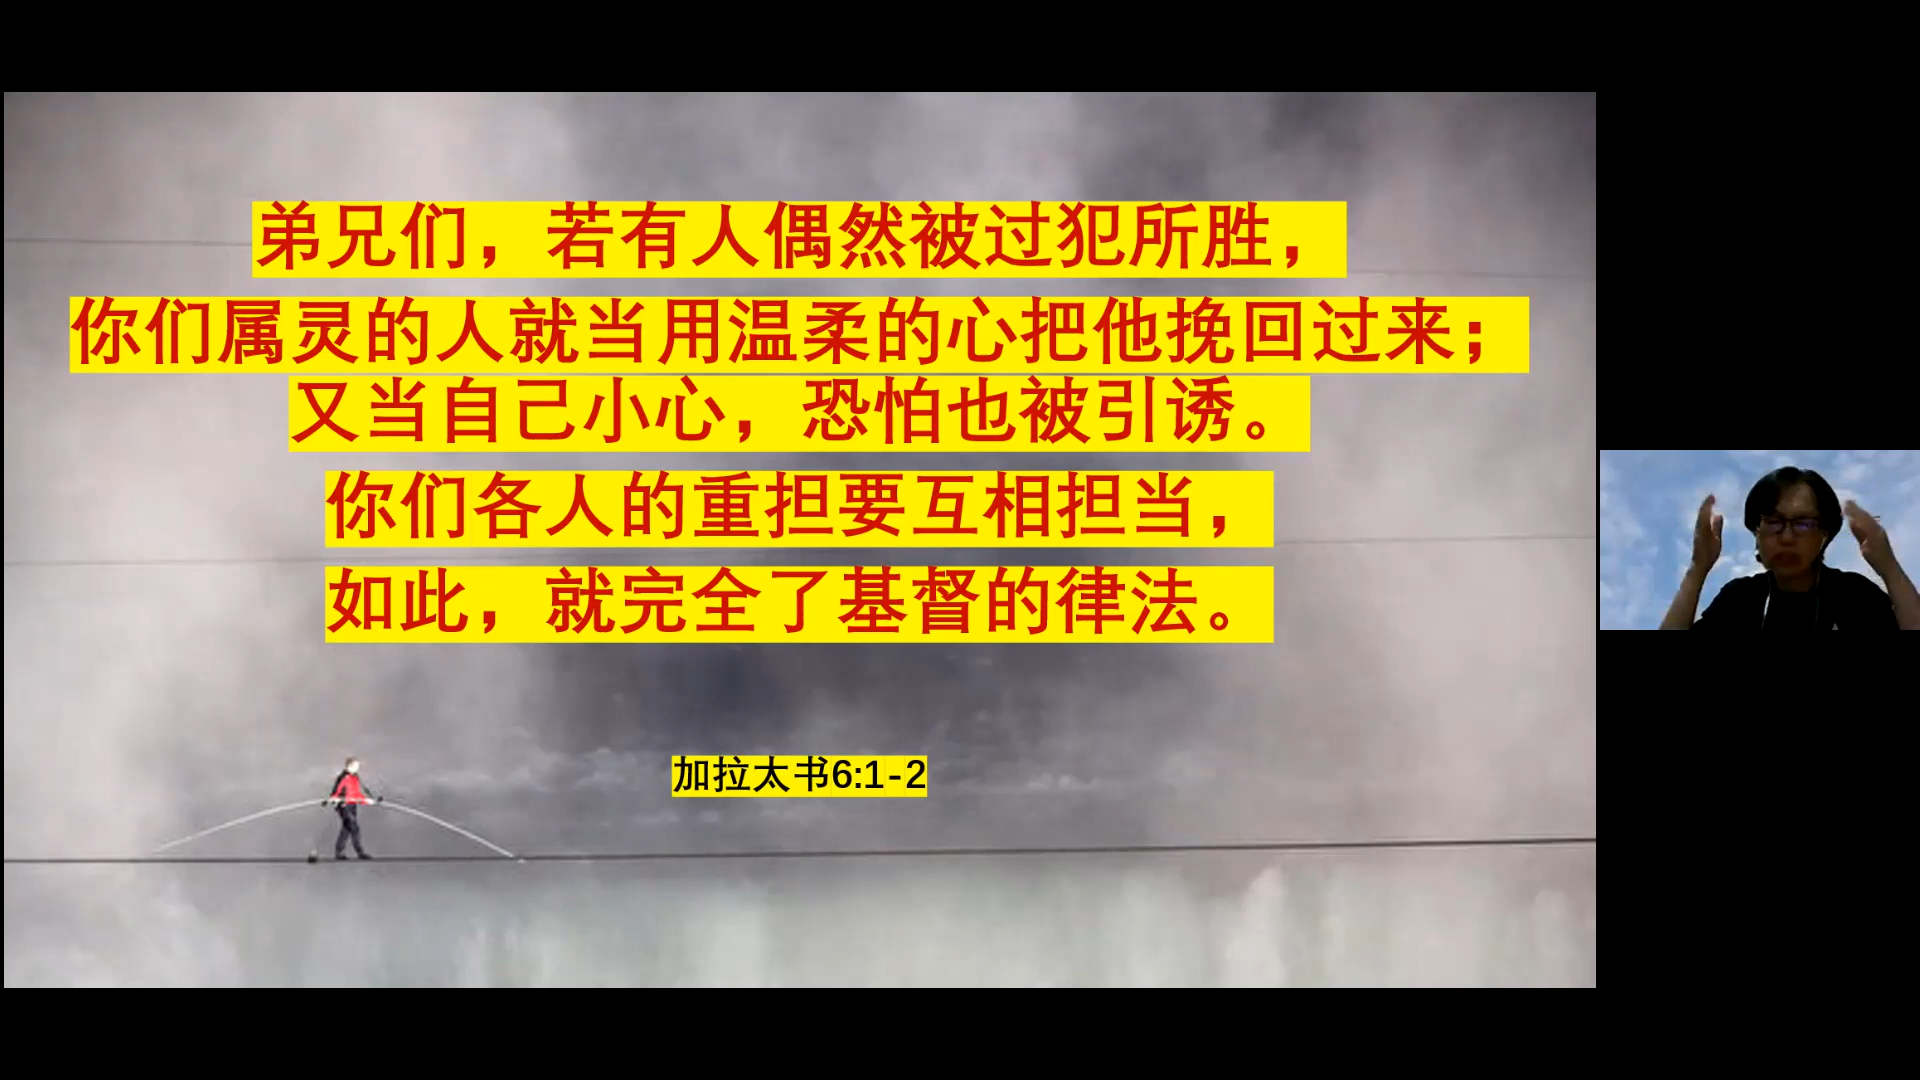 弟兄们，若有人偶然被过犯所胜，
你们属灵的人就当用温柔的心把他挽回过来；
又当自己小心，恐怕也被引诱。
你们各人的重担要互相担当，
如此，就完全了基督的律法。
加拉太书6:1-2